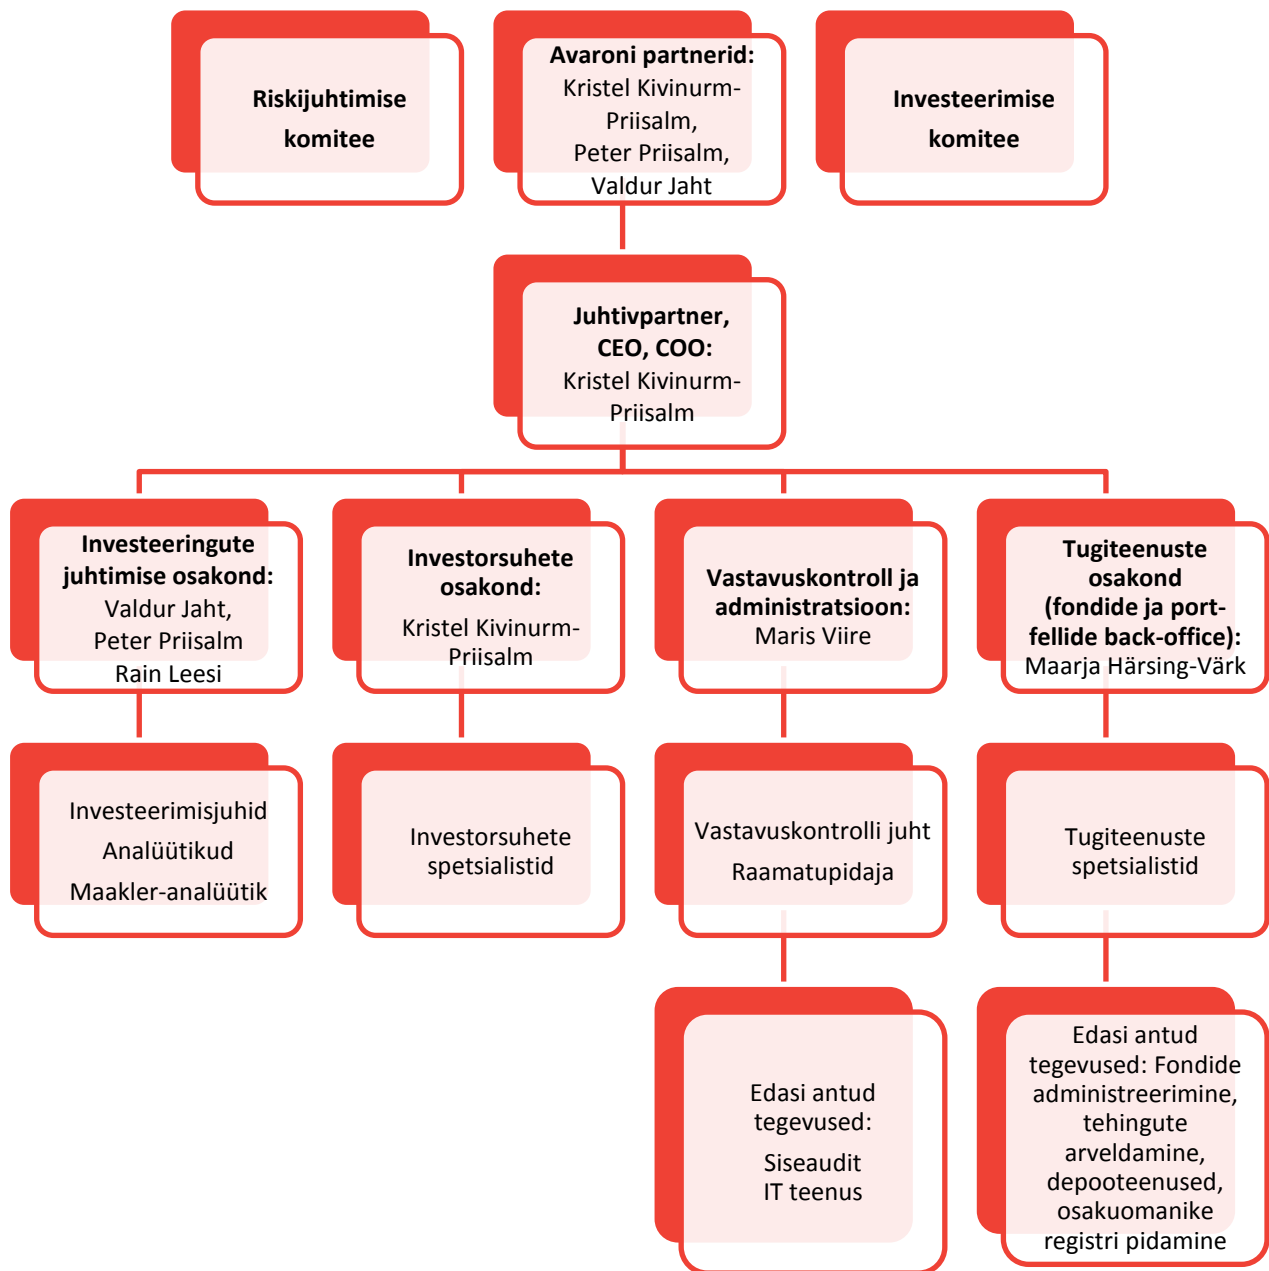 Riskijuhtimise
komitee
Avaroni partnerid:
Kristel Kivinurm-
Priisalm,
Peter Priisalm,
Valdur Jaht
Investeerimise
komitee
Juhtivpartner,
CEO, COO:
Kristel Kivinurm-
Priisalm
Investeeringute
juhtimise osakond:
Valdur Jaht,
Peter Priisalm
Rain Leesi
Investorsuhete
osakond:
Kristel Kivinurm-
Priisalm
Vastavuskontroll ja
administratsioon:
Maris Viire
Tugiteenuste
osakond
(fondide ja port-
fellide back-office):
Maarja Härsing-Värk
Investeerimisjuhid
Analüütikud
Maakler-analüütik
Investorsuhete
spetsialistid
Vastavuskontrolli juht
Raamatupidaja
Tugiteenuste
spetsialistid
Edasi antud
tegevused:
Siseaudit
IT teenus
Edasi antud
tegevused: Fondide
administreerimine,
tehingute
arveldamine,
depooteenused,
osakuomanike
registri pidamine